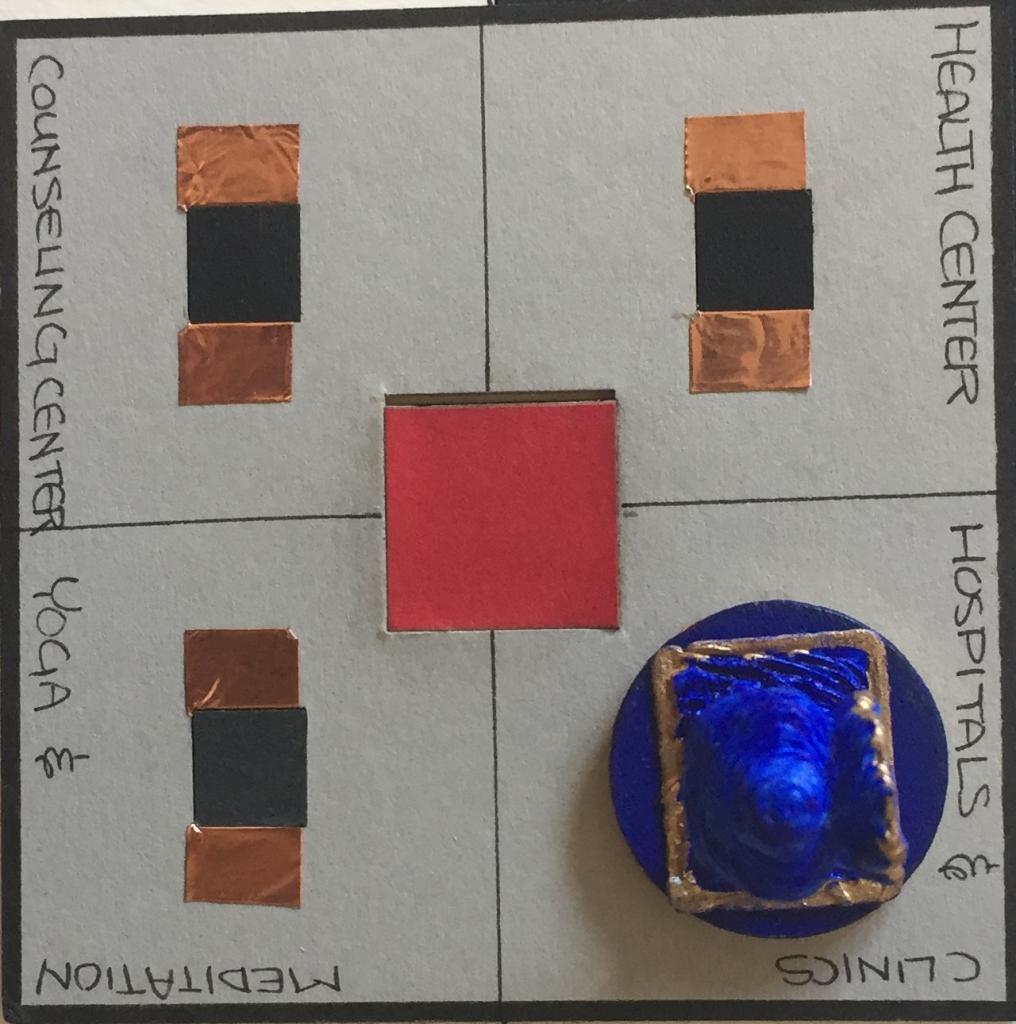 COUNSELING CENTER
HEALTH CENTER
YOGA &
MEDITATION
HOSPITALS &
CLINICS